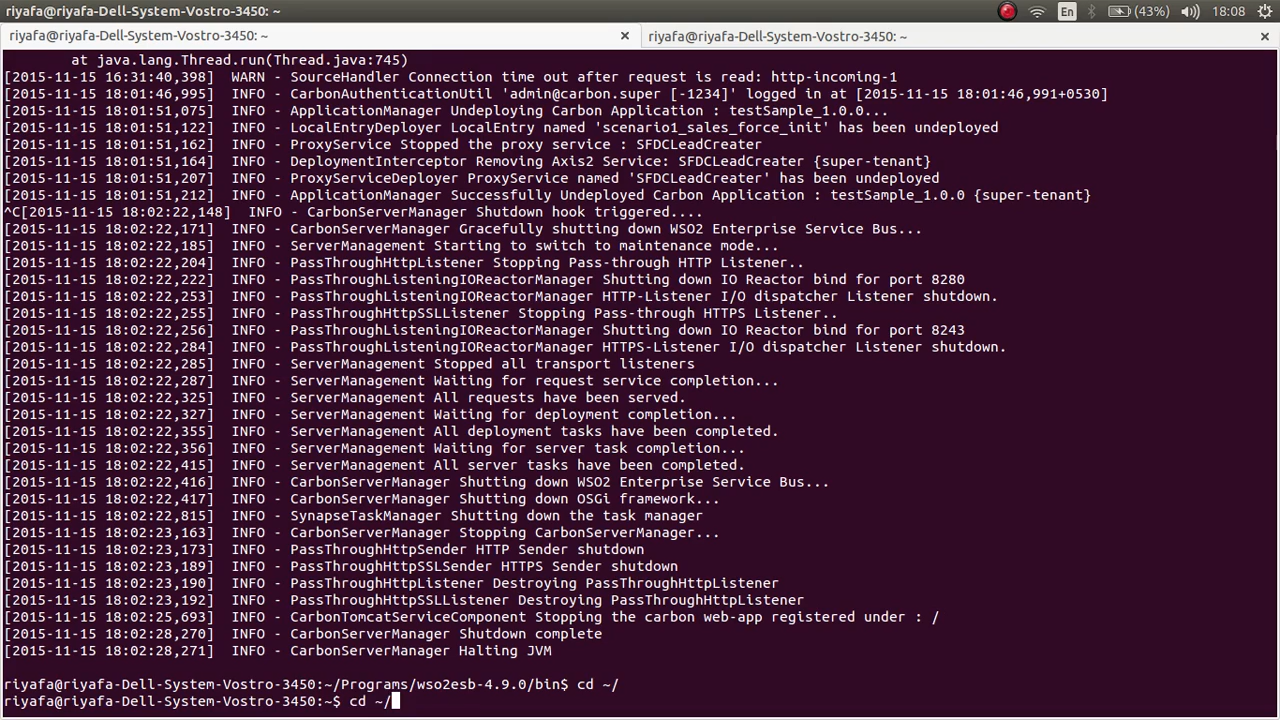 riyafa@riyafa-Dell-System-Vostro-3450: ~
En
(43%)
18:08
riyafa@riyafa-Dell-System-Vostro-3450: ~
riyafa@riyafa-Dell-System-Vostro-3450: ~
at java.lang.Thread.run(Thread.java:745)
[2015-11-15 16:31:40,398]  WARN - SourceHandler Connection time out after request is read: http-incoming-1
[2015-11-15 18:01:46,995]  INFO - CarbonAuthenticationUtil 'admin@carbon.super [-1234]' logged in at [2015-11-15 18:01:46,991+0530]
[2015-11-15 18:01:51,075]  INFO - ApplicationManager Undeploying Carbon Application : testSample_1.0.0...
[2015-11-15 18:01:51,122]  INFO - LocalEntryDeployer LocalEntry named 'scenario1_sales_force_init' has been undeployed
[2015-11-15 18:01:51,162]  INFO - ProxyService Stopped the proxy service : SFDCLeadCreater
[2015-11-15 18:01:51,164]  INFO - DeploymentInterceptor Removing Axis2 Service: SFDCLeadCreater {super-tenant}
[2015-11-15 18:01:51,207]  INFO - ProxyServiceDeployer ProxyService named 'SFDCLeadCreater' has been undeployed
[2015-11-15 18:01:51,212]  INFO - ApplicationManager Successfully Undeployed Carbon Application : testSample_1.0.0 {super-tenant}
^C[2015-11-15 18:02:22,148]  INFO - CarbonServerManager Shutdown hook triggered....
[2015-11-15 18:02:22,171]  INFO - CarbonServerManager Gracefully shutting down WSO2 Enterprise Service Bus...
[2015-11-15 18:02:22,185]  INFO - ServerManagement Starting to switch to maintenance mode...
[2015-11-15 18:02:22,204]  INFO - PassThroughHttpListener Stopping Pass-through HTTP Listener..
[2015-11-15 18:02:22,222]  INFO - PassThroughListeningIOReactorManager Shutting down IO Reactor bind for port 8280
[2015-11-15 18:02:22,253]  INFO - PassThroughListeningIOReactorManager HTTP-Listener I/O dispatcher Listener shutdown.
[2015-11-15 18:02:22,255]  INFO - PassThroughHttpSSLListener Stopping Pass-through HTTPS Listener..
[2015-11-15 18:02:22,256]  INFO - PassThroughListeningIOReactorManager Shutting down IO Reactor bind for port 8243
[2015-11-15 18:02:22,284]  INFO - PassThroughListeningIOReactorManager HTTPS-Listener I/O dispatcher Listener shutdown.
[2015-11-15 18:02:22,285]  INFO - ServerManagement Stopped all transport listeners
[2015-11-15 18:02:22,287]  INFO - ServerManagement Waiting for request service completion...
[2015-11-15 18:02:22,325]  INFO - ServerManagement All requests have been served.
[2015-11-15 18:02:22,327]  INFO - ServerManagement Waiting for deployment completion...
[2015-11-15 18:02:22,355]  INFO - ServerManagement All deployment tasks have been completed.
[2015-11-15 18:02:22,356]  INFO - ServerManagement Waiting for server task completion...
[2015-11-15 18:02:22,415]  INFO - ServerManagement All server tasks have been completed.
[2015-11-15 18:02:22,416]  INFO - CarbonServerManager Shutting down WSO2 Enterprise Service Bus...
[2015-11-15 18:02:22,417]  INFO - CarbonServerManager Shutting down OSGi framework...
[2015-11-15 18:02:22,815]  INFO - SynapseTaskManager Shutting down the task manager
[2015-11-15 18:02:23,163]  INFO - CarbonServerManager Stopping CarbonServerManager...
[2015-11-15 18:02:23,173]  INFO - PassThroughHttpSender HTTP Sender shutdown
[2015-11-15 18:02:23,189]  INFO - PassThroughHttpSSLSender HTTPS Sender shutdown
[2015-11-15 18:02:23,190]  INFO - PassThroughHttpListener Destroying PassThroughHttpListener
[2015-11-15 18:02:23,192]  INFO - PassThroughHttpSSLListener Destroying PassThroughHttpListener
[2015-11-15 18:02:25,693]  INFO - CarbonTomcatServiceComponent Stopping the carbon web-app registered under : /
[2015-11-15 18:02:28,270]  INFO - CarbonServerManager Shutdown complete
[2015-11-15 18:02:28,271]  INFO - CarbonServerManager Halting JVM
riyafa@riyafa-Dell-System-Vostro-3450:~/Programs/wso2esb-4.9.0/bin$ cd ~/
riyafa@riyafa-Dell-System-Vostro-3450:~$ cd ~/